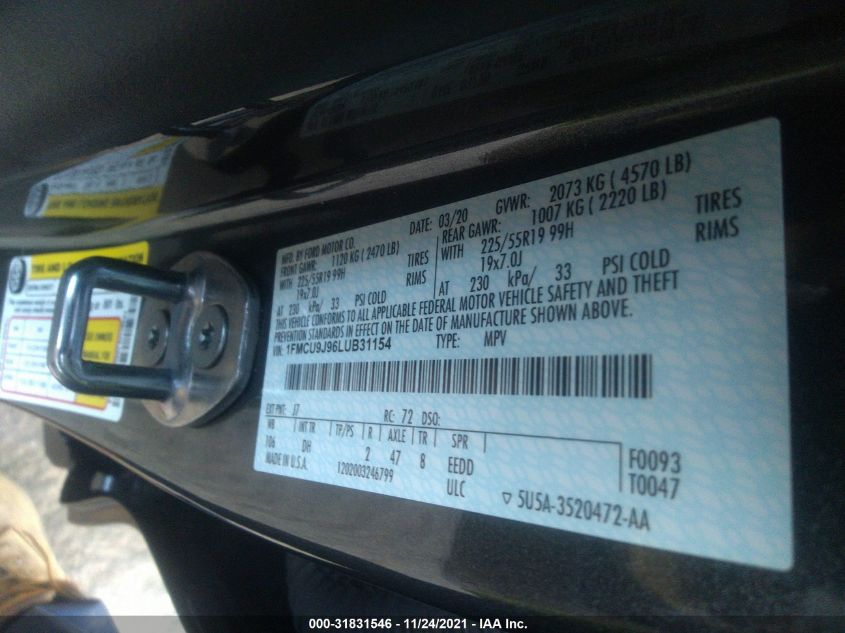 MFD. BY FORD MOTOR CO. DATE: 03/20 GVWR: 2073 KG ( 4570 LB)
FRONT GAWR: 1120 KG ( 2470 LB) REAR GAWR: 1007 KG ( 2220 LB)
WITH 225/55R19 99H TIRES WITH 225/55R19 99H TIRES
19x7.0J RIMS 19x7.0J RIMS
AT 230 kPa/ 33 PSI COLD AT 230 kPa/ 33 PSI COLD
THIS VEHICLE CONFORMS TO ALL APPLICABLE FEDERAL MOTOR VEHICLE SAFETY AND THEFT
PREVENTION STANDARDS IN EFFECT ON THE DATE OF MANUFACTURE SHOWN ABOVE.
VIN: 1FMCU9J96LUB31154 TYPE: MPV
EXT PNT: J7 RC: 72 DSO:
WB INT TR TP/PS R AXLE TR SPR
106 DH 2 47 8 EEDD F0093
MADE IN U.S.A. 1202003246799 ULC T0047
5U5A-3520472-AA
TIRE AND
000-31831546 - 11/24/2021 - IAA Inc.